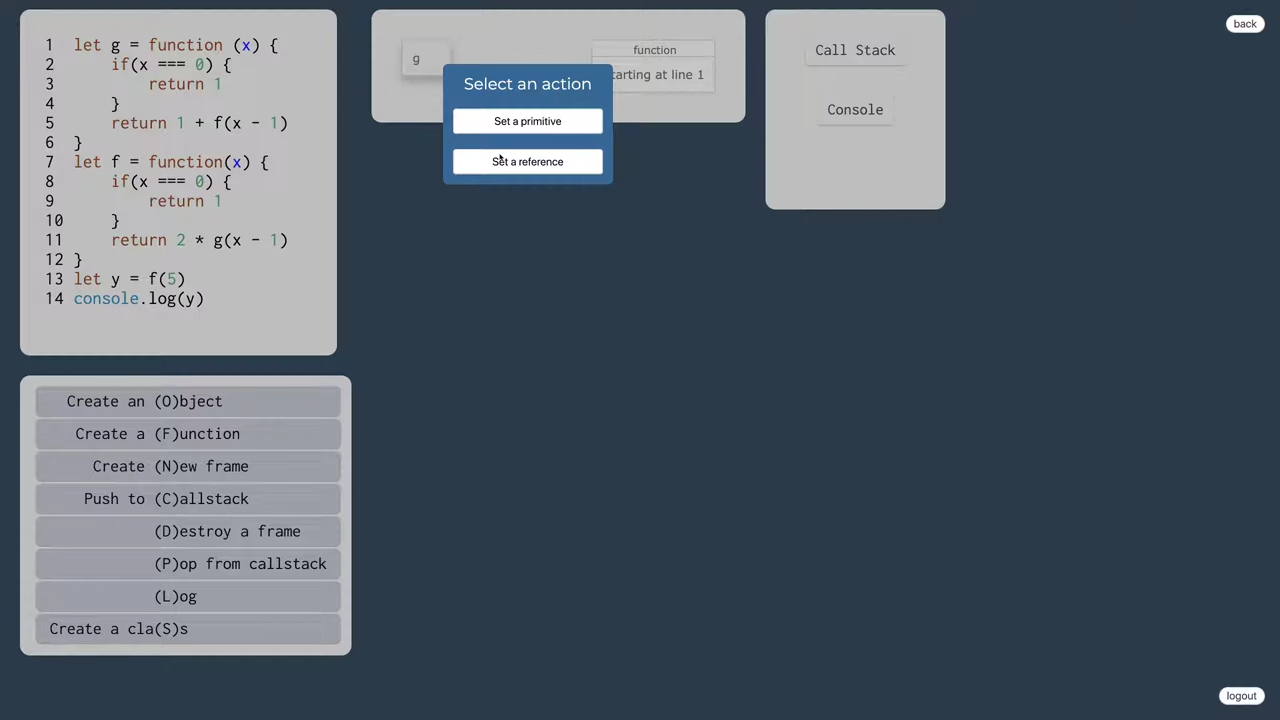 1 let g = function (x) {
2 if(x === 0) {
3 return 1
4 }
5 return 1 + f(x - 1)
6 }
7 let f = function(x) {
8 if(x === 0) {
9 return 1
10 }
11 return 2 * g(x - 1)
12 }
13 let y = f(5)
14 console.log(y)
Create an (O)bject
Create a (F)unction
Create (N)ew frame
Push to (C)allstack
(D)estroy a frame
(P)op from callstack
(L)og
Create a cla(S)s
g
function
tarting at line 1
Select an action
Set a primitive
Set a reference
Call Stack
Console
back
logout